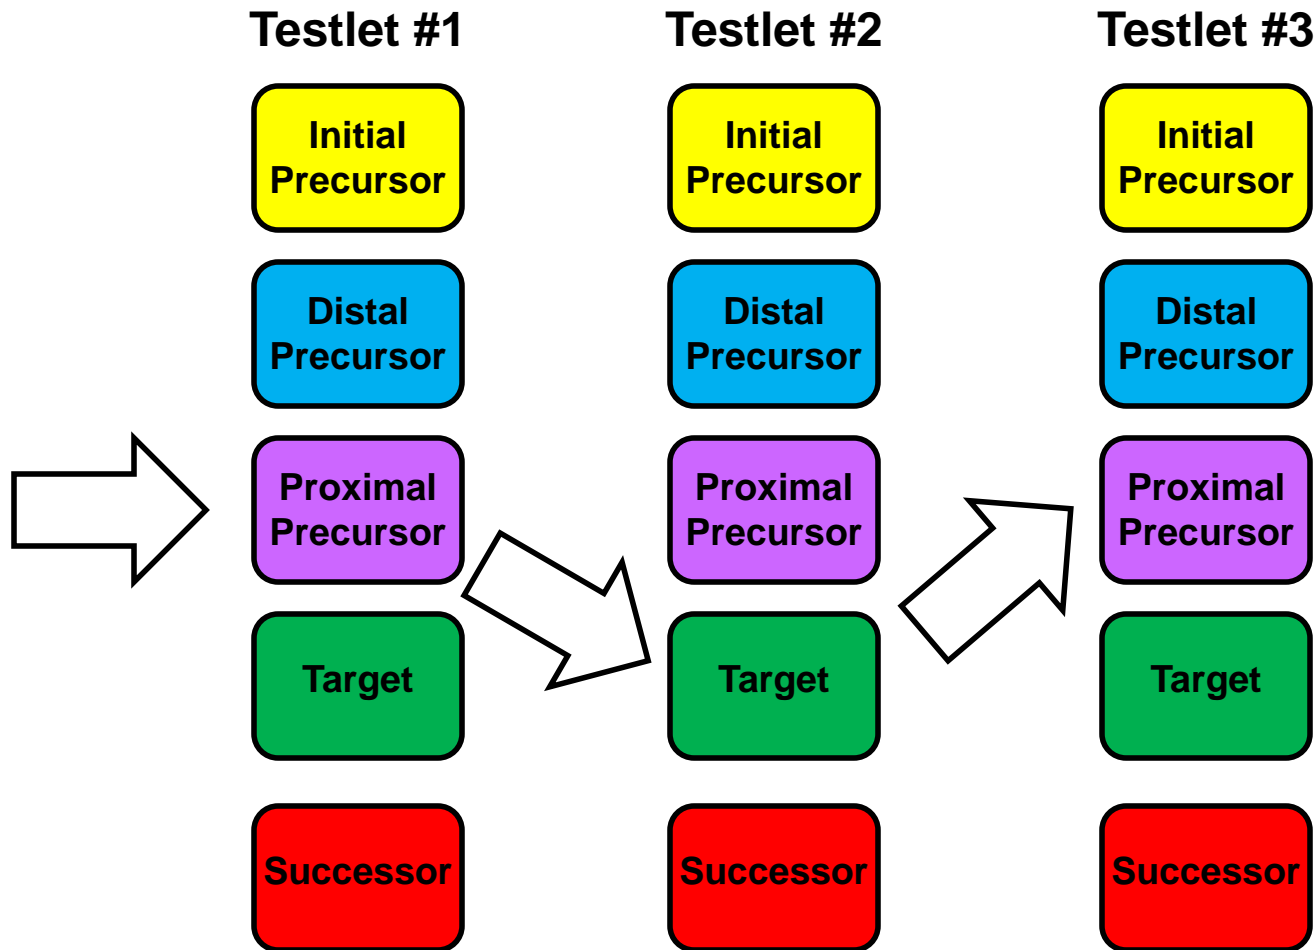 Testlet #1
Testlet #2
Testlet #3
Initial
Precursor
Initial
Precursor
Initial
Precursor
Distal
Precursor
Distal
Precursor
Distal
Precursor
Proximal
Precursor
Proximal
Precursor
Proximal
Precursor
Target
Target
Target
Successor
Successor
Successor